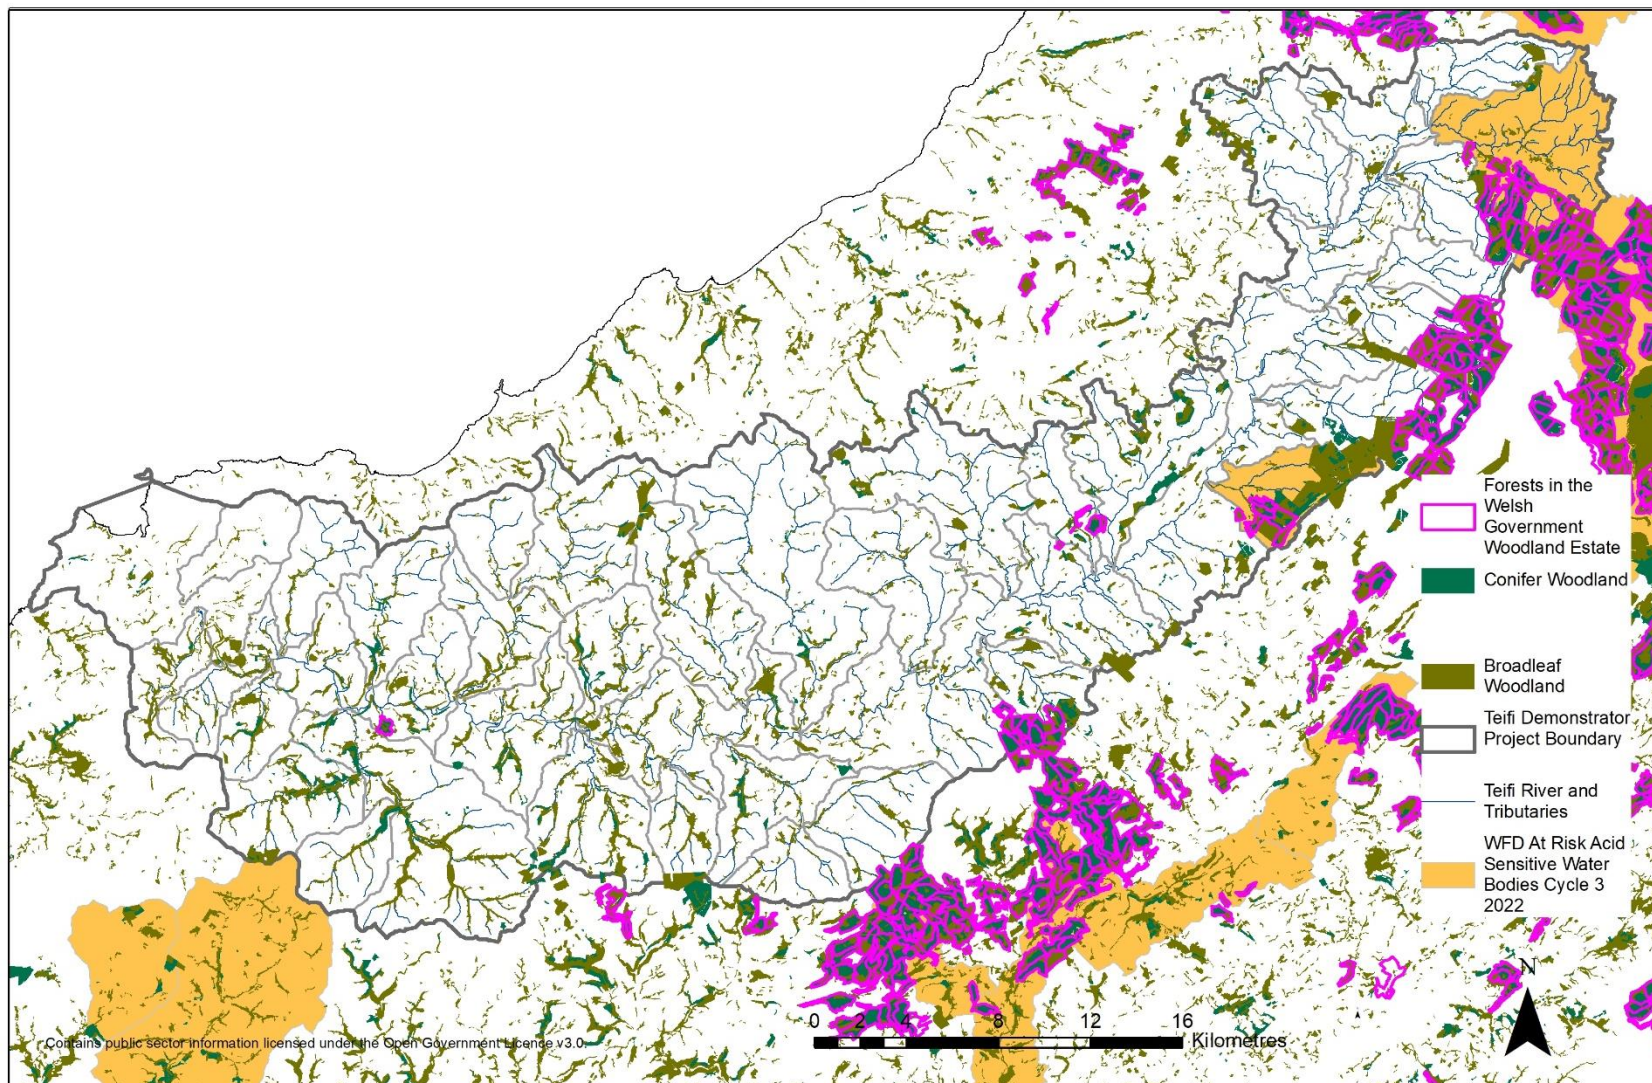 Forests in the
Welsh
Government
Woodland Estate
Conifer Woodland
Broadleaf
Woodland
Teifi Demonstrator
Project Boundary
Teifi River and
Tributaries
WFD At Risk Acid
Sensitive Water
Bodies Cycle 3
2022
N
0 2 4 8 12 16
Kilometres
Contains public sector information licensed under the Open Government Licence v3.0.